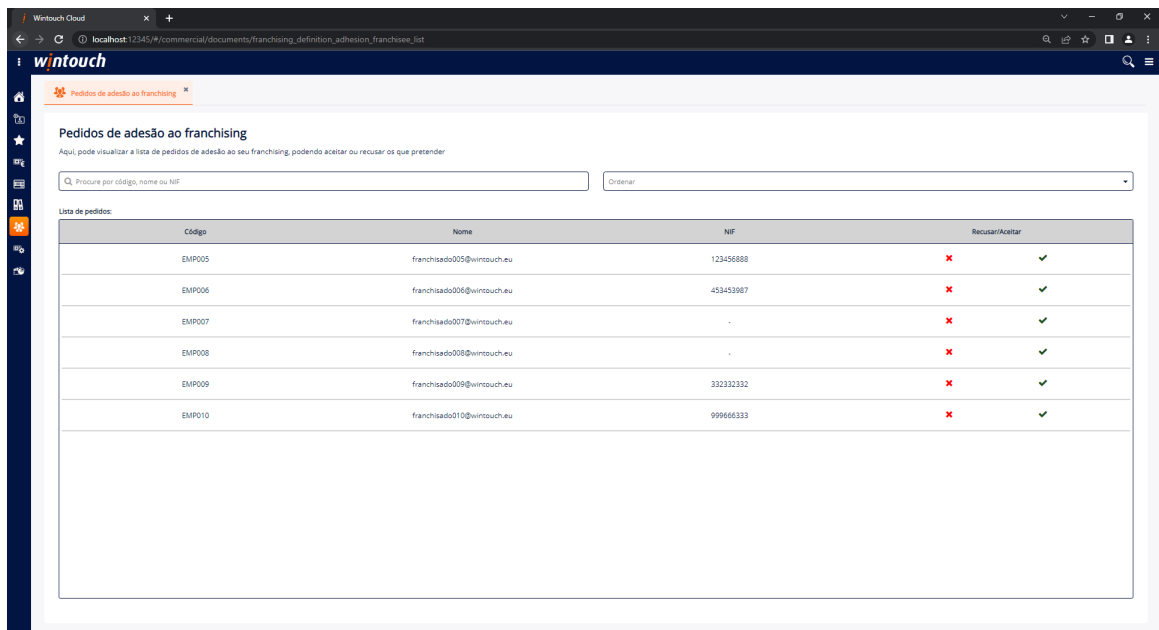 Wintouch Cloud
localhost:12345/#/commercial/documents/franchising_definition_adhesion_franchisee_list
wintouch
Pedidos de adesão ao franchising
Pedidos de adesão ao franchising
Aqui, pode visualizar a lista de pedidos de adesão ao seu franchising, podendo aceitar ou recusar os que pretender
Procure por código, nome ou NIF Ordenar
Lista de pedidos:
Código Nome NIF Recusar/Aceitar
EMP005 franchisado005@wintouch.eu 123456888
EMP006 franchisado006@wintouch.eu 453453987
EMP007 franchisado007@wintouch.eu -
EMP008 franchisado008@wintouch.eu -
EMP009 franchisado009@wintouch.eu 332332332
EMP010 franchisado010@wintouch.eu 999666333